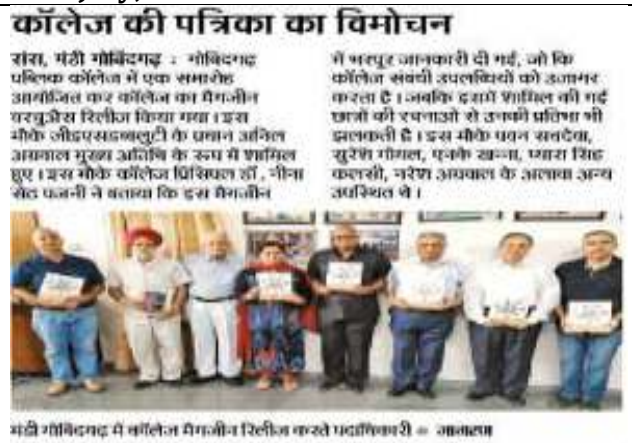 कॉलेज की पत्रिका का विमोचन
संस, मंडी गोबिंदगढ़ : गोबिंदगढ़
पब्लिक कॉलेज में एक समारोह
आयोजित कर कॉलेज का मैगजीन
रिलीज किया गया। इस
मौके जीडीएसडब्ल्यूटी के प्रधान अनिल
अग्रवाल मुख्य अतिथि के रूप में शामिल
हुए। इस मौके कॉलेज प्रिंसिपल डॉ. नीना
सेठ पजनी ने बताया कि इस मैगजीन
में भरपूर जानकारी दी गई, जो कि
कॉलेज संबंधी उपलब्धियों को उजागर
करता है। जबकि इसमें शामिल की गई
छात्रों की रचनाओं से उनकी प्रतिभा भी
झलकती है। इस मौके पवन सचदेवा,
सुरेश गोयल, एनके खन्ना, प्यारा सिंह
कलसी, नरेश अग्रवाल के अलावा अन्य
उपस्थित थे।
मंडी गोबिंदगढ़ में कॉलेज मैगजीन रिलीज करते पदाधिकारी = जागरण